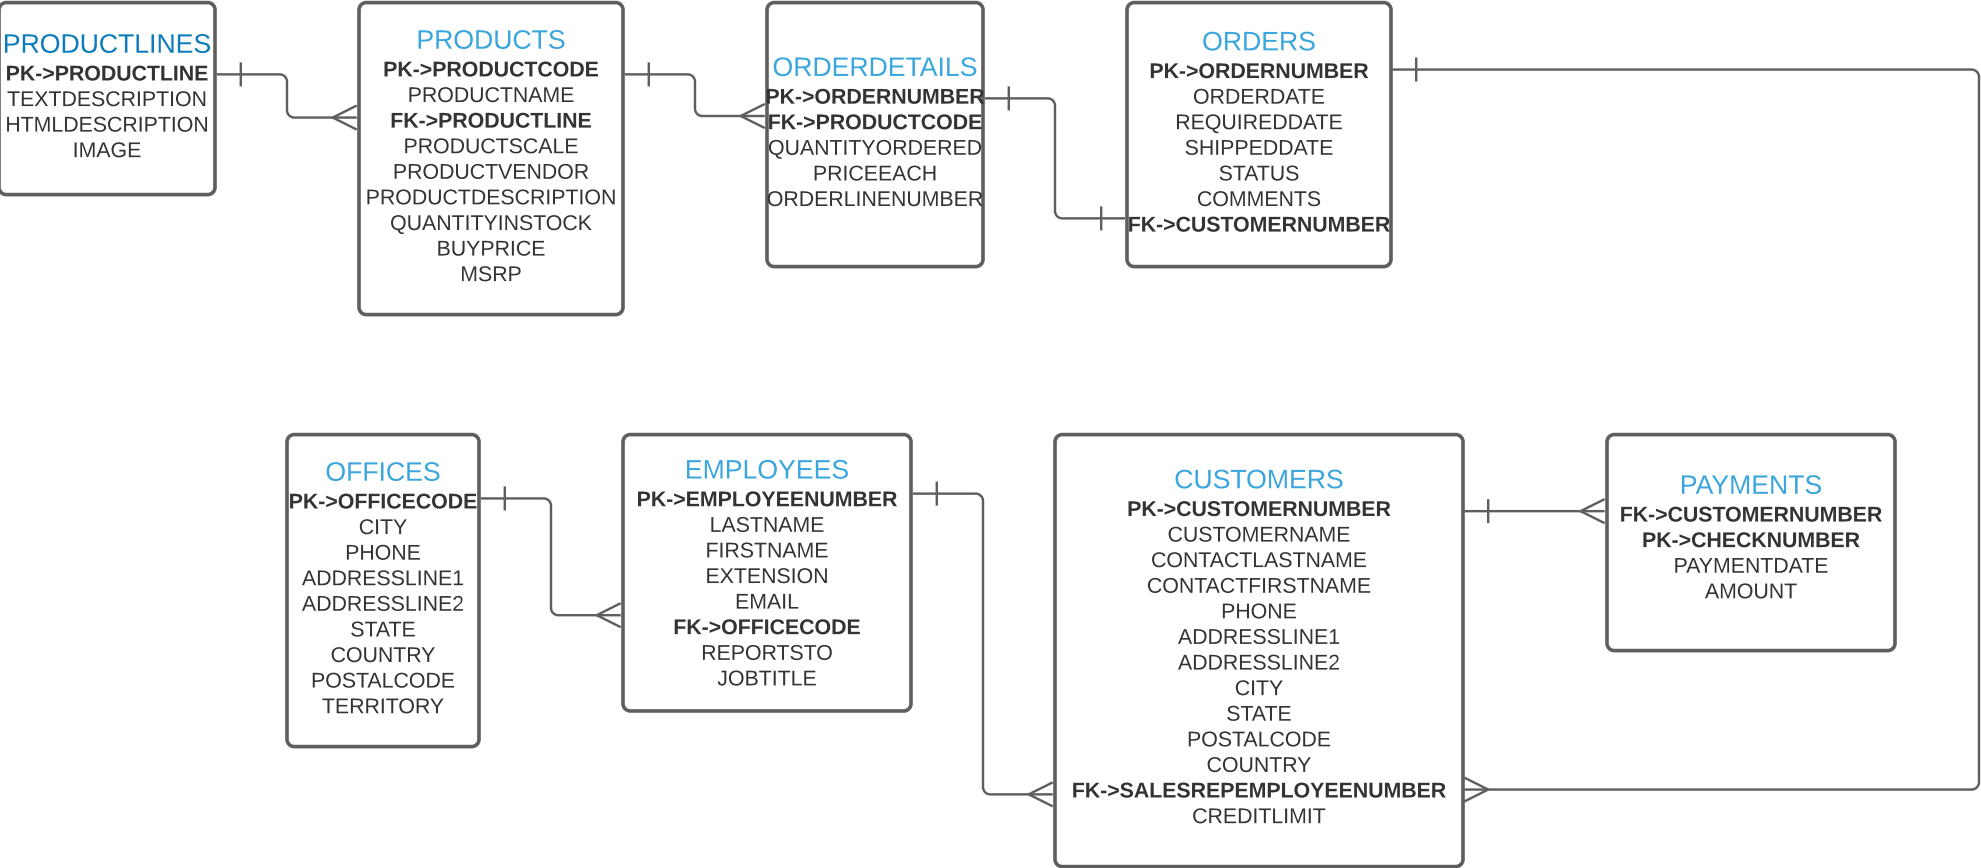 PRODUCTLINES
PK->PRODUCTLINE
TEXTDESCRIPTION
HTMLDESCRIPTION
IMAGE
PRODUCTS
PK->PRODUCTCODE
PRODUCTNAME
FK->PRODUCTLINE
PRODUCTSCALE
PRODUCTVENDOR
PRODUCTDESCRIPTION
QUANTITYINSTOCK
BUYPRICE
MSRP
ORDERDETAILS
PK->ORDERNUMBER
FK->PRODUCTCODE
QUANTITYORDERED
PRICEEACH
ORDERLINENUMBER
ORDERS
PK->ORDERNUMBER
ORDERDATE
REQUIREDDATE
SHIPPEDDATE
STATUS
COMMENTS
FK->CUSTOMERNUMBER
OFFICES
PK->OFFICECODE
CITY
PHONE
ADDRESSLINE1
ADDRESSLINE2
STATE
COUNTRY
POSTALCODE
TERRITORY
EMPLOYEES
PK->EMPLOYEENUMBER
LASTNAME
FIRSTNAME
EXTENSION
EMAIL
FK->OFFICECODE
REPORTSTO
JOBTITLE
CUSTOMERS
PK->CUSTOMERNUMBER
CUSTOMERNAME
CONTACTLASTNAME
CONTACTFIRSTNAME
PHONE
ADDRESSLINE1
ADDRESSLINE2
CITY
STATE
POSTALCODE
COUNTRY
FK->SALESREPEMPLOYEENUMBER
CREDITLIMIT
PAYMENTS
FK->CUSTOMERNUMBER
PK->CHECKNUMBER
PAYMENTDATE
AMOUNT